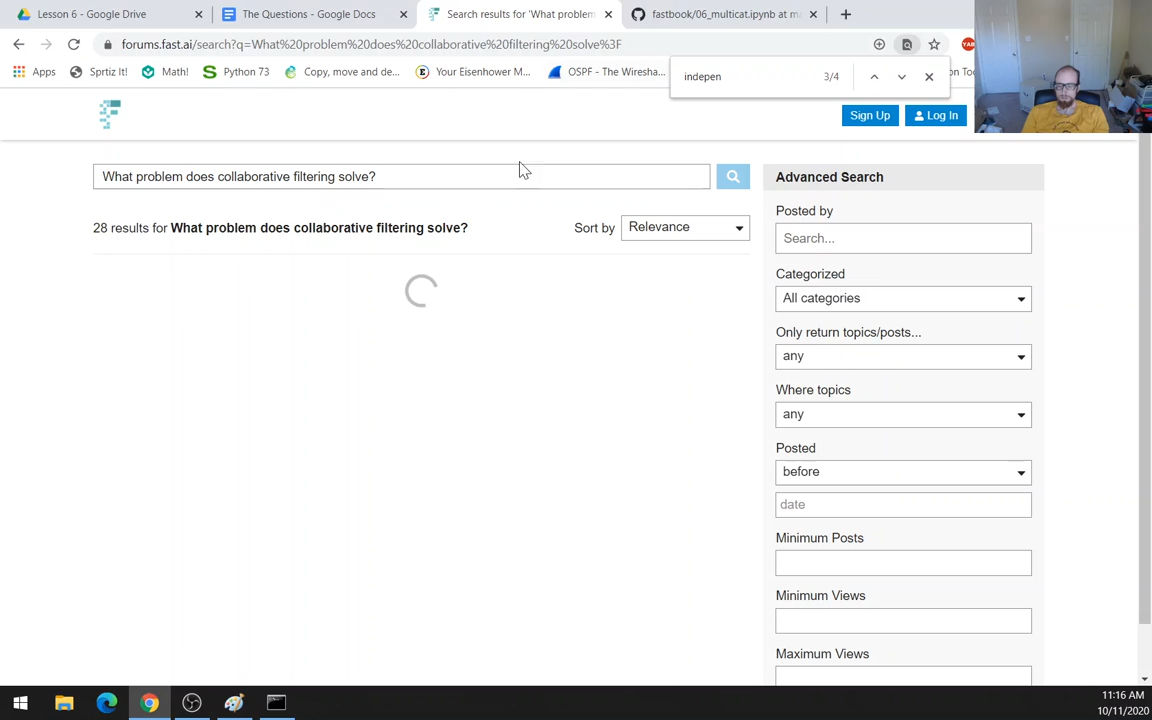 Lesson 6 - Google Drive
The Questions - Google Docs
Search results for 'What problem
fastbook/06_multicat.ipynb at ma
forums.fast.ai/search?q=What%20problem%20does%20collaborative%20filtering%20solve%3F
Apps
Sprtiz It!
Math!
Python 73
Copy, move and de...
Your Eisenhower M...
OSPF - The Wiresha...
indepen
3/4
Sign Up
Log In
What problem does collaborative filtering solve?
Advanced Search
28 results for What problem does collaborative filtering solve?
Sort by
Relevance
Posted by
Search...
Categorized
All categories
Only return topics/posts...
any
Where topics
any
Posted
before
date
Minimum Posts
Minimum Views
Maximum Views
11:16 AM
10/11/2020